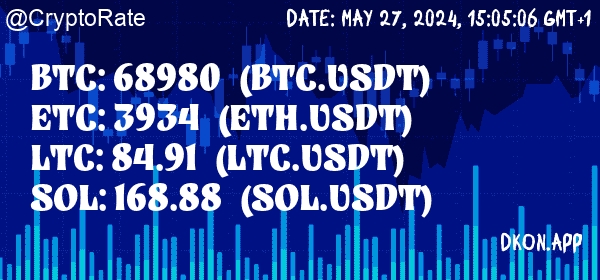 @CryptoRate
DATE: MAY 27, 2024, 15:05:06 GMT+1
BTC: 68980 (BTC.USDT)
ETC: 3934 (ETH.USDT)
LTC: 84.91 (LTC.USDT)
SOL: 168.88 (SOL.USDT)
DKON.APP